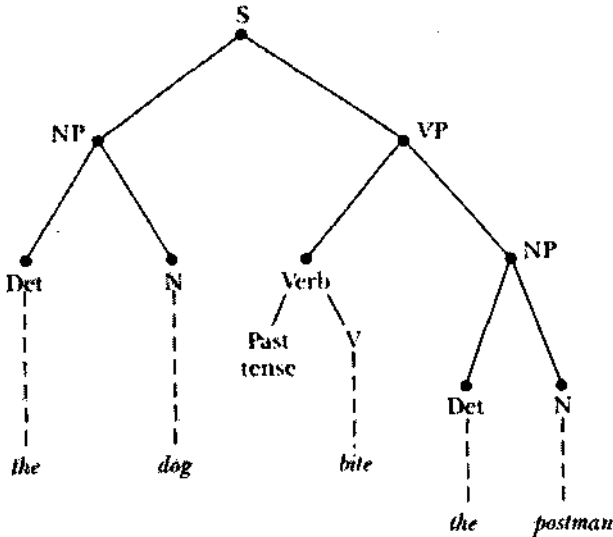 S
NP VP
Det N Verb NP
Past tense V
Det N
the dog bite
the postman